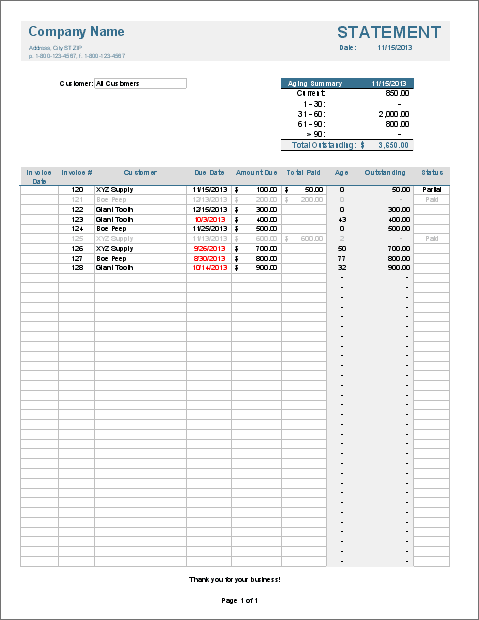 Company Name
STATEMENT
Address, City ST ZIP
Date: 11/15/2013
p. 1-800-123-4567, f. 1-800-123-4567
Customer: All Customers
Aging Summary 11/15/2013
Current: 850.00
1 - 30: -
31 - 60: 2,000.00
61 - 90: 800.00
> 90: -
Total Outstanding: $ 3,650.00
Invoice Date Invoice # Customer Due Date Amount Due Total Paid Age Outstanding Status
120 XYZ Supply 11/15/2013 $ 100.00 $ 50.00 0 50.00 Partial
121 Boe Peep 12/13/2013 $ 200.00 $ 200.00 0 - Paid
122 Giant Tooth 12/15/2013 $ 300.00 0 300.00
123 Giant Tooth 10/3/2013 $ 400.00 43 400.00
124 Boe Peep 11/25/2013 $ 500.00 0 500.00
125 XYZ Supply 11/13/2013 $ 600.00 $ 600.00 2 - Paid
126 XYZ Supply 9/26/2013 $ 700.00 50 700.00
127 Boe Peep 8/30/2013 $ 800.00 77 800.00
128 Giant Tooth 10/14/2013 $ 900.00 32 900.00
Thank you for your business!
Page 1 of 1